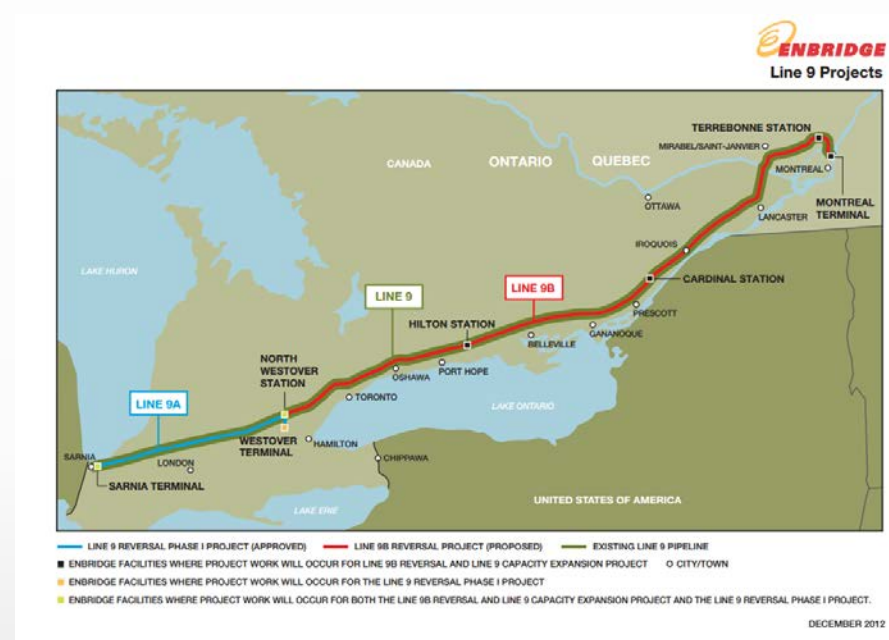 ENBRIDGE
Line 9 Projects
TERREBONNE STATION
MIRABEL/SAINT-JANVIER
CANADA
ONTARIO
QUEBEC
MONTREAL
MONTREAL
TERMINAL
OTTAWA
LANCASTER
IROQUOIS
LAKE HURON
CARDINAL STATION
LINE 9
LINE 9B
PRESCOTT
HILTON STATION
GANANOQUE
BELLEVILLE
NORTH
WESTOVER
STATION
PORT HOPE
OSHAWA
TORONTO
LAKE ONTARIO
LINE 9A
WESTOVER
TERMINAL
HAMILTON
SARNIA
LONDON
CHIPPAWA
SARNIA TERMINAL
UNITED STATES OF AMERICA
LAKE ERIE
LINE 9 REVERSAL PHASE I PROJECT (APPROVED) LINE 9B REVERSAL PROJECT (PROPOSED) EXISTING LINE 9 PIPELINE
ENBRIDGE FACILITIES WHERE PROJECT WORK WILL OCCUR FOR LINE 9B REVERSAL AND LINE 9 CAPACITY EXPANSION PROJECT CITY/TOWN
ENBRIDGE FACILITIES WHERE PROJECT WORK WILL OCCUR FOR THE LINE 9 REVERSAL PHASE I PROJECT
ENBRIDGE FACILITIES WHERE PROJECT WORK WILL OCCUR FOR BOTH THE LINE 9B REVERSAL AND LINE 9 CAPACITY EXPANSION PROJECT AND THE LINE 9 REVERSAL PHASE I PROJECT.
DECEMBER 2012